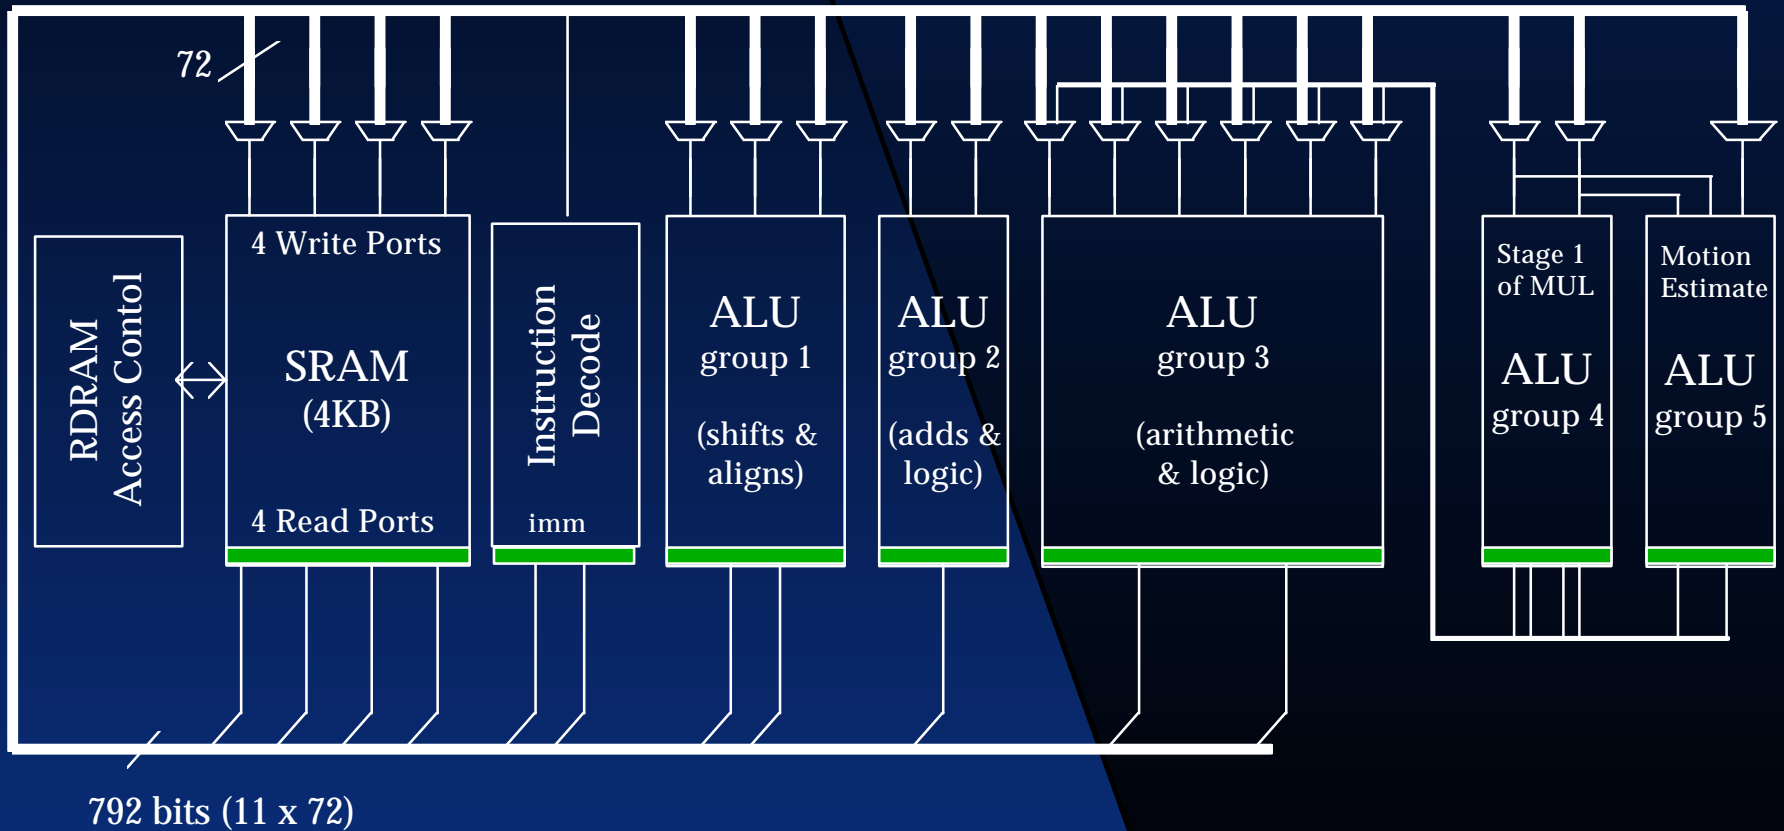 72
RDRAM
Access Contol
4 Write Ports
SRAM
(4KB)
4 Read Ports
Instruction
Decode
imm
ALU
group 1
(shifts &
aligns)
ALU
group 2
(adds &
logic)
ALU
group 3
(arithmetic
& logic)
Stage 1
of MUL
ALU
group 4
Motion
Estimate
ALU
group 5
792 bits (11 x 72)